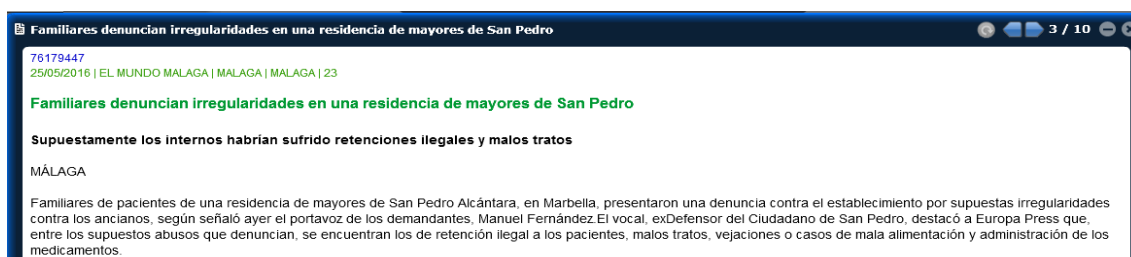 Familiares denuncian irregularidades en una residencia de mayores de San Pedro
3 / 10
76179447
25/05/2016 | EL MUNDO MALAGA | MALAGA | MALAGA | 23
Familiares denuncian irregularidades en una residencia de mayores de San Pedro
Supuestamente los internos habrían sufrido retenciones ilegales y malos tratos
MÁLAGA
Familiares de pacientes de una residencia de mayores de San Pedro Alcántara, en Marbella, presentaron una denuncia contra el establecimiento por supuestas irregularidades
contra los ancianos, según señaló ayer el portavoz de los demandantes, Manuel Fernández.El vocal, exDefensor del Ciudadano de San Pedro, destacó a Europa Press que,
entre los supuestos abusos que denuncian, se encuentran los de retención ilegal a los pacientes, malos tratos, vejaciones o casos de mala alimentación y administración de los
medicamentos.